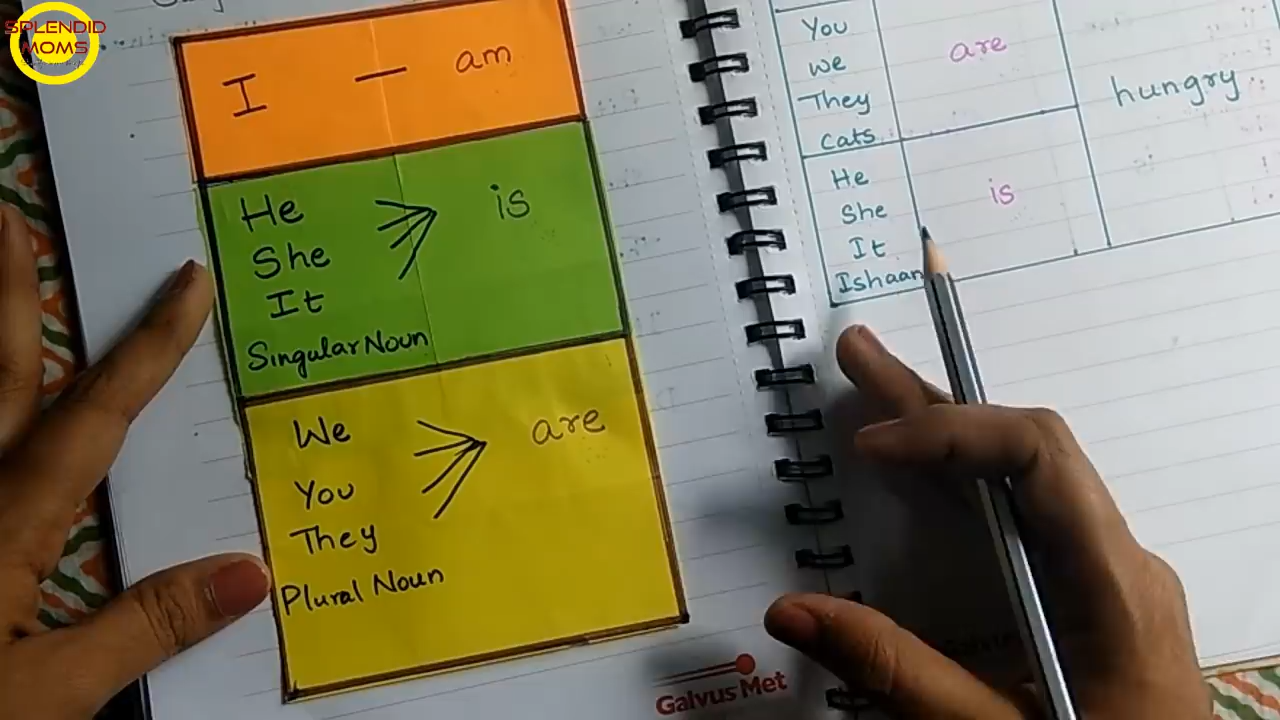 SPLENDID
MOMS
I — am
He
She
It
Singular Noun
is
We
You
They
Plural Noun
are
You
We
They
Cats
are
He
She
It
Ishaan
is
hungry
Galvus Met